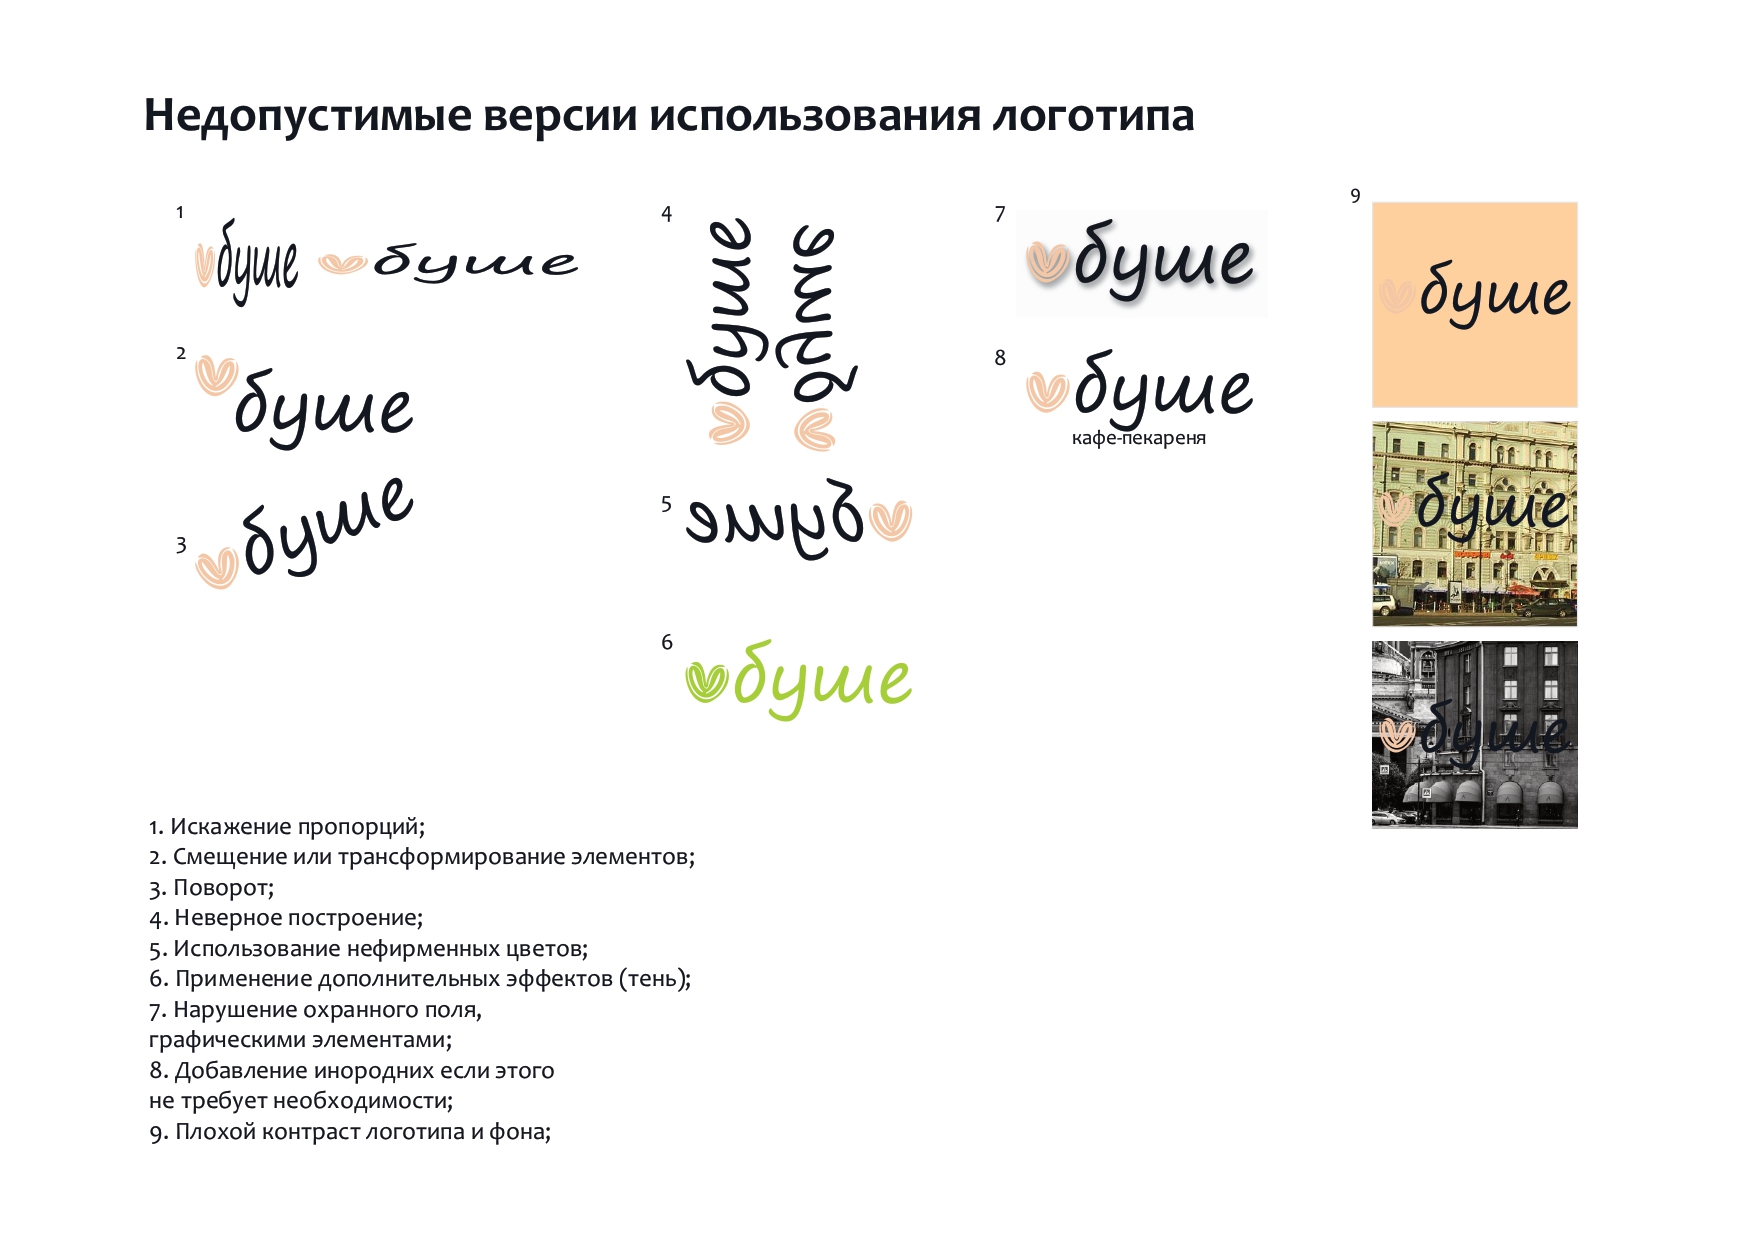 Недопустимые версии использования логотипа
1
буше буше
2
буше
3
буше
4
буше буше
5
буше
6
буше
7
буше
8
буше
кафе-пекареня
9
буше
буше
буше
1. Искажение пропорций;
2. Смещение или трансформирование элементов;
3. Поворот;
4. Неверное построение;
5. Использование нефирменных цветов;
6. Применение дополнительных эффектов (тень);
7. Нарушение охранного поля,
графическими элементами;
8. Добавление инородних если этого
не требует необходимости;
9. Плохой контраст логотипа и фона;